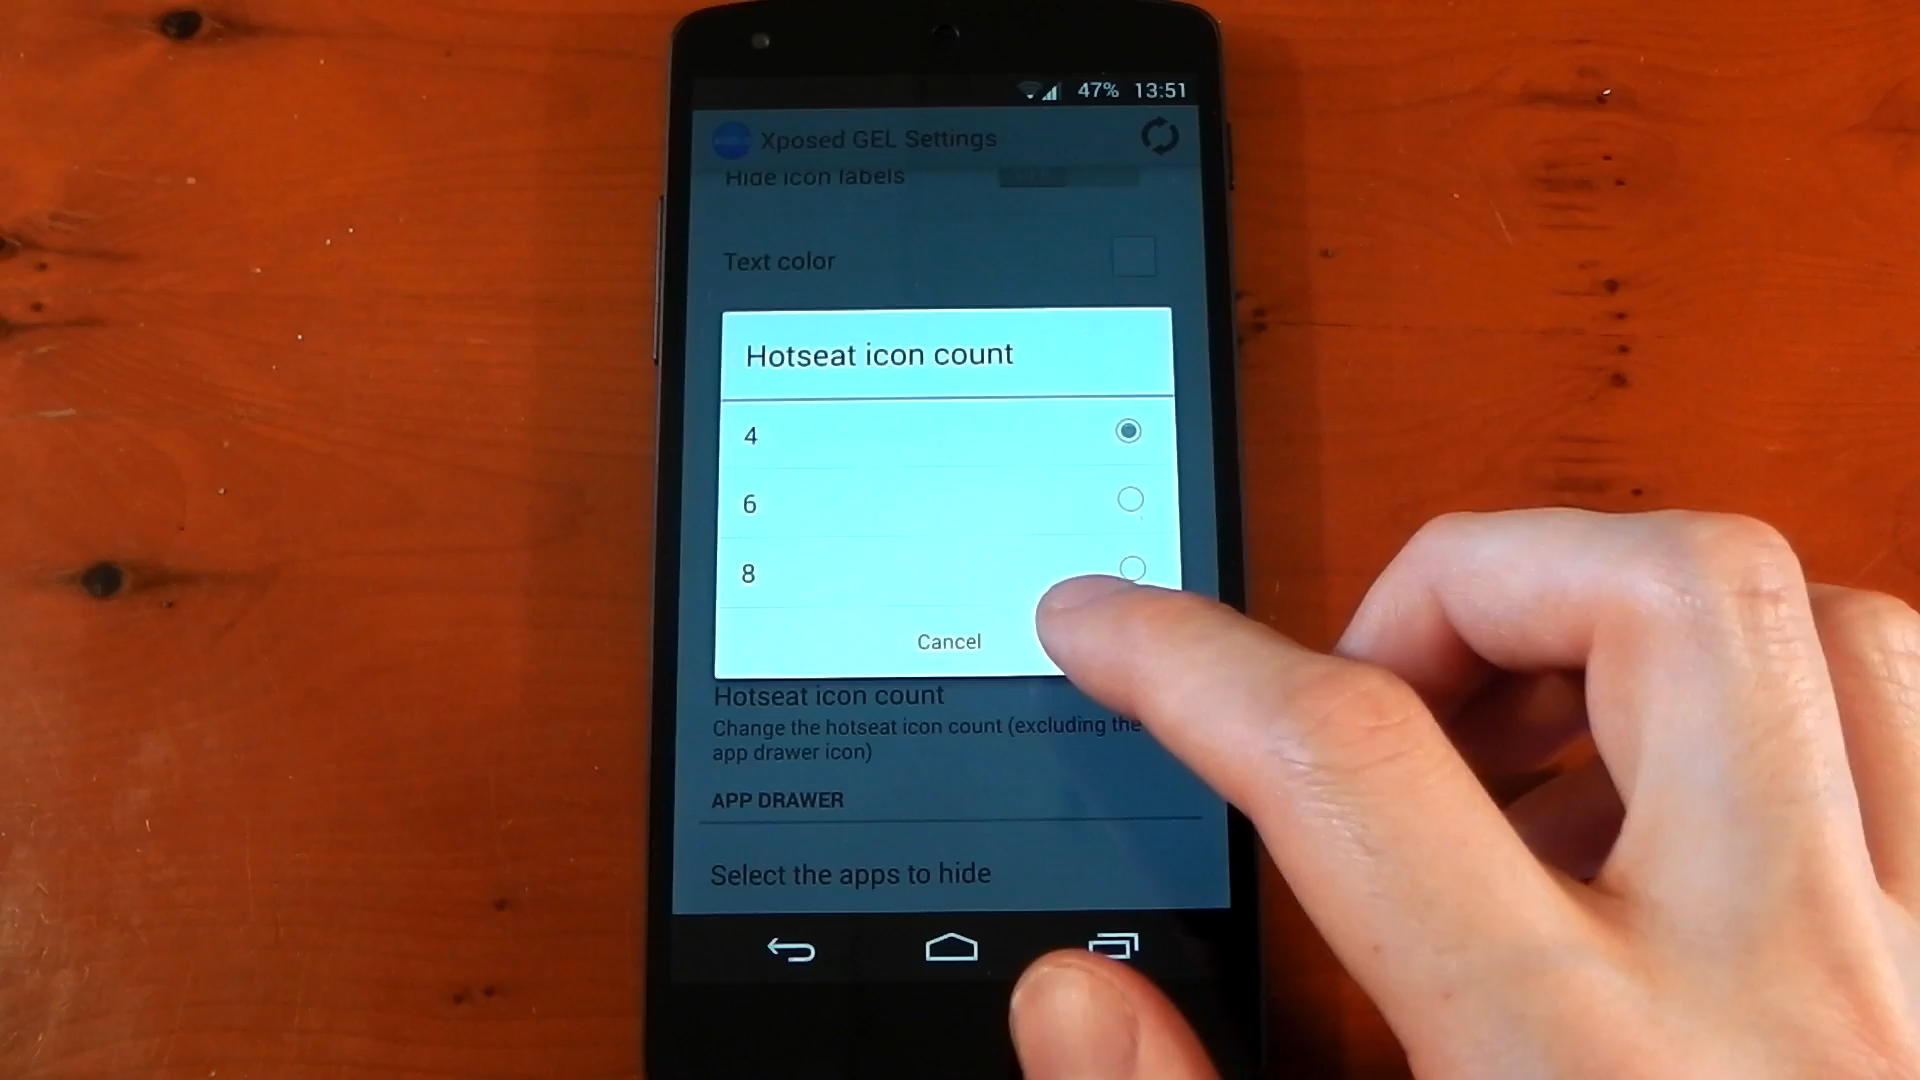 47% 13:51
Xposed GEL Settings
Hide icon labels
Text color
Hotseat icon count
4
6
8
Cancel
Hotseat icon count
Change the hotseat icon count (excluding the
app drawer icon)
APP DRAWER
Select the apps to hide